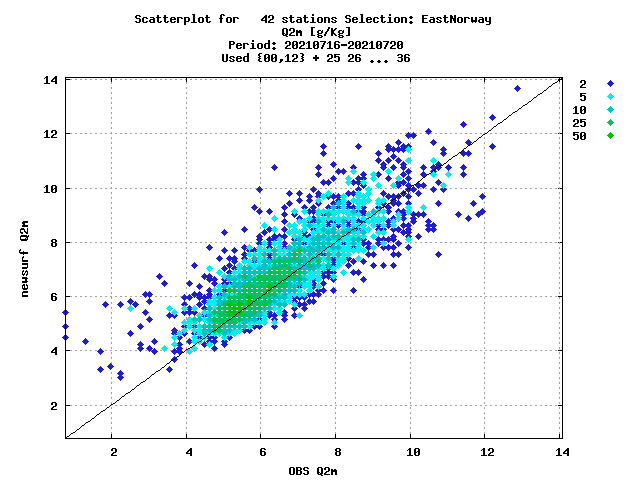 Scatterplot for   42 stations Selection: EastNorway
Q2m [g/Kg]
Period: 20210716-20210720
Used {00,12} + 25 26 ... 36
14
12
10
8
6
4
2
newsurf Q2m
2
5
10
25
50
2 4 6 8 10 12 14
OBS Q2m